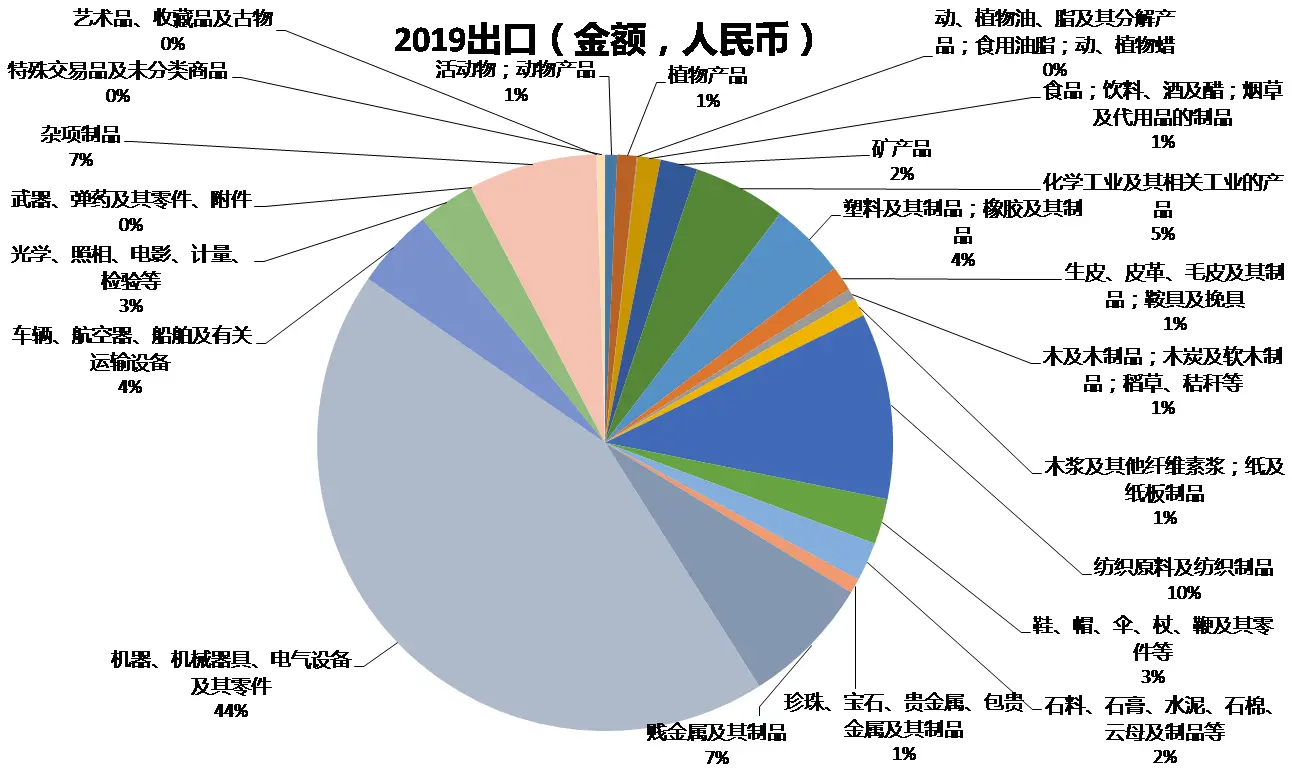 2019出口（金额，人民币）
艺术品、收藏品及古物
0%
特殊交易品及未分类商品
0%
杂项制品
7%
武器、弹药及其零件、附件
0%
光学、照相、电影、计量、
检验等
3%
车辆、航空器、船舶及有关
运输设备
4%
机器、机械器具、电气设备
及其零件
44%
活动物；动物产品
1%
植物产品
1%
动、植物油、脂及其分解产
品；食用油脂；动、植物蜡
0%
食品；饮料、酒及醋；烟草
及代用品的制品
1%
矿产品
2%
化学工业及其相关工业的产
品
5%
塑料及其制品；橡胶及其制
品
4%
生皮、皮革、毛皮及其制
品；鞍具及挽具
1%
木及木制品；木炭及软木制
品；稻草、秸秆等
1%
木浆及其他纤维素浆；纸及
纸板制品
1%
纺织原料及纺织制品
10%
鞋、帽、伞、杖、鞭及其零
件等
3%
石料、石膏、水泥、石棉、
云母及制品等
2%
珍珠、宝石、贵金属、包贵
金属及其制品
1%
贱金属及其制品
7%